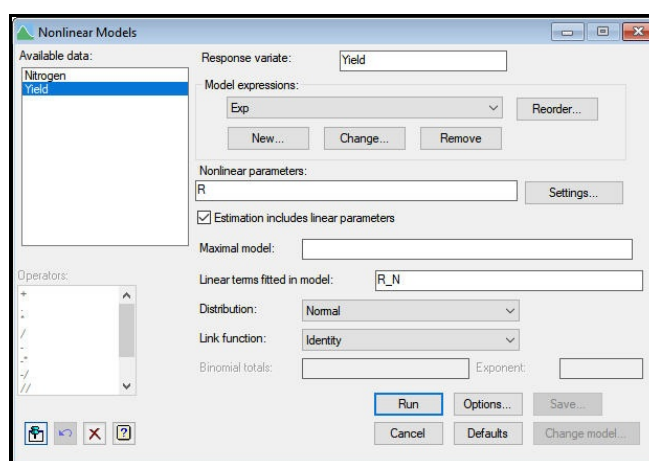 Nonlinear Models
Available data:
Nitrogen
Yield
Response variate:
Yield
Model expressions:
Exp
Reorder...
New...
Change...
Remove
Nonlinear parameters:
R
Settings...
Estimation includes linear parameters
Maximal model:
Linear terms fitted in model:
R_N
Operators:
+
.
/
-
-*
-/
//
Distribution:
Normal
Link function:
Identity
Binomial totals:
Exponent:
Run
Options...
Save...
Cancel
Defaults
Change model...